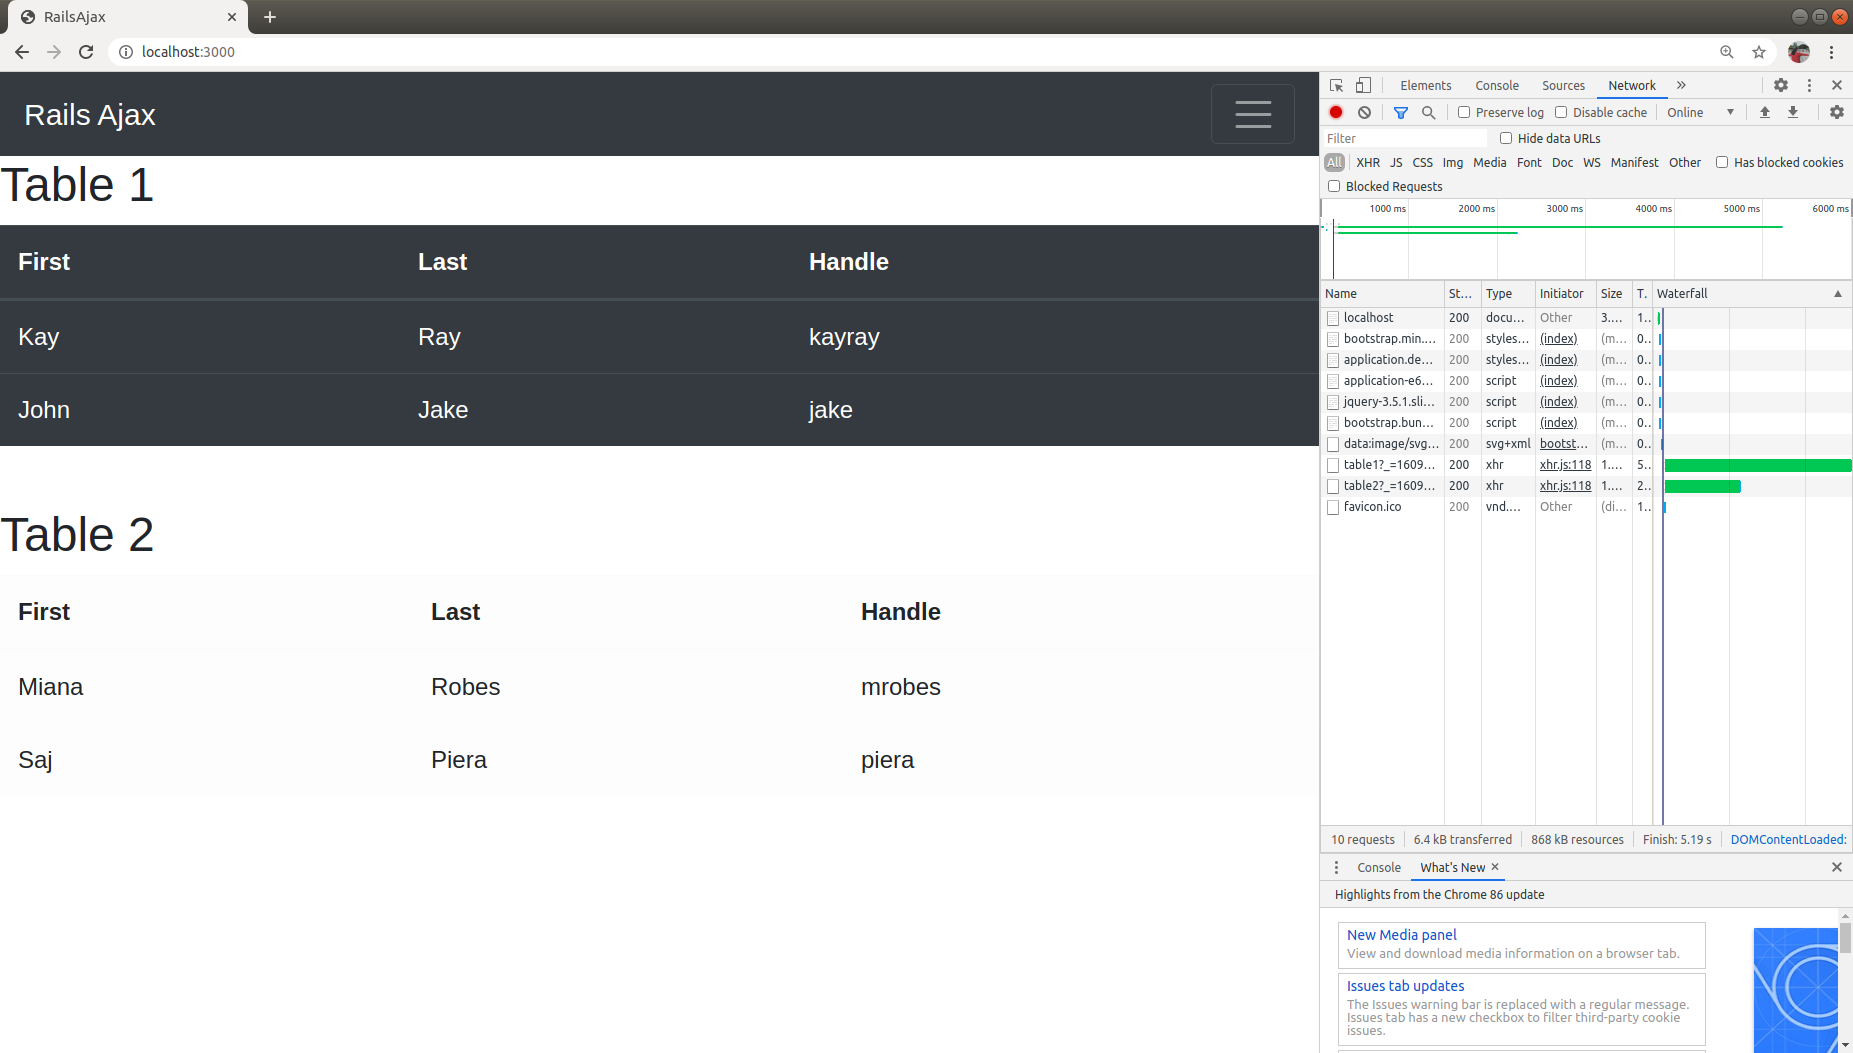 RailsAjax
localhost:3000
Rails Ajax
Table 1
First Last Handle
Kay Ray kayray
John Jake jake
Table 2
First Last Handle
Miana Robes mrobes
Saj Piera piera
Elements Console Sources Network
Preserve log Disable cache Online
Filter Hide data URLs
All XHR JS CSS Img Media Font Doc WS Manifest Other Has blocked cookies
Blocked Requests
1000 ms 2000 ms 3000 ms 4000 ms 5000 ms 6000 ms
Name St... Type Initiator Size T. Waterfall
localhost 200 docu... Other 3.... 1..
bootstrap.min.... 200 styles... (index) (m... 0..
application.de... 200 styles... (index) (m... 0..
application-e6... 200 script (index) (m... 0..
jquery-3.5.1.sli... 200 script (index) (m... 0..
bootstrap.bun... 200 script (index) (m... 0..
data:image/svg... 200 svg+xml bootst... (m... 0..
table1?_=1609... 200 xhr xhr.js:118 1.... 5..
table2?_=1609... 200 xhr xhr.js:118 1.... 2..
favicon.ico 200 vnd.... Other (di... 1..
10 requests 6.4 kB transferred 868 kB resources Finish: 5.19 s DOMContentLoaded:
Console What's New
Highlights from the Chrome 86 update
New Media panel
View and download media information on a browser tab.
Issues tab updates
The Issues warning bar is replaced with a regular message.
Issues tab has a new checkbox to filter third-party cookie
issues.